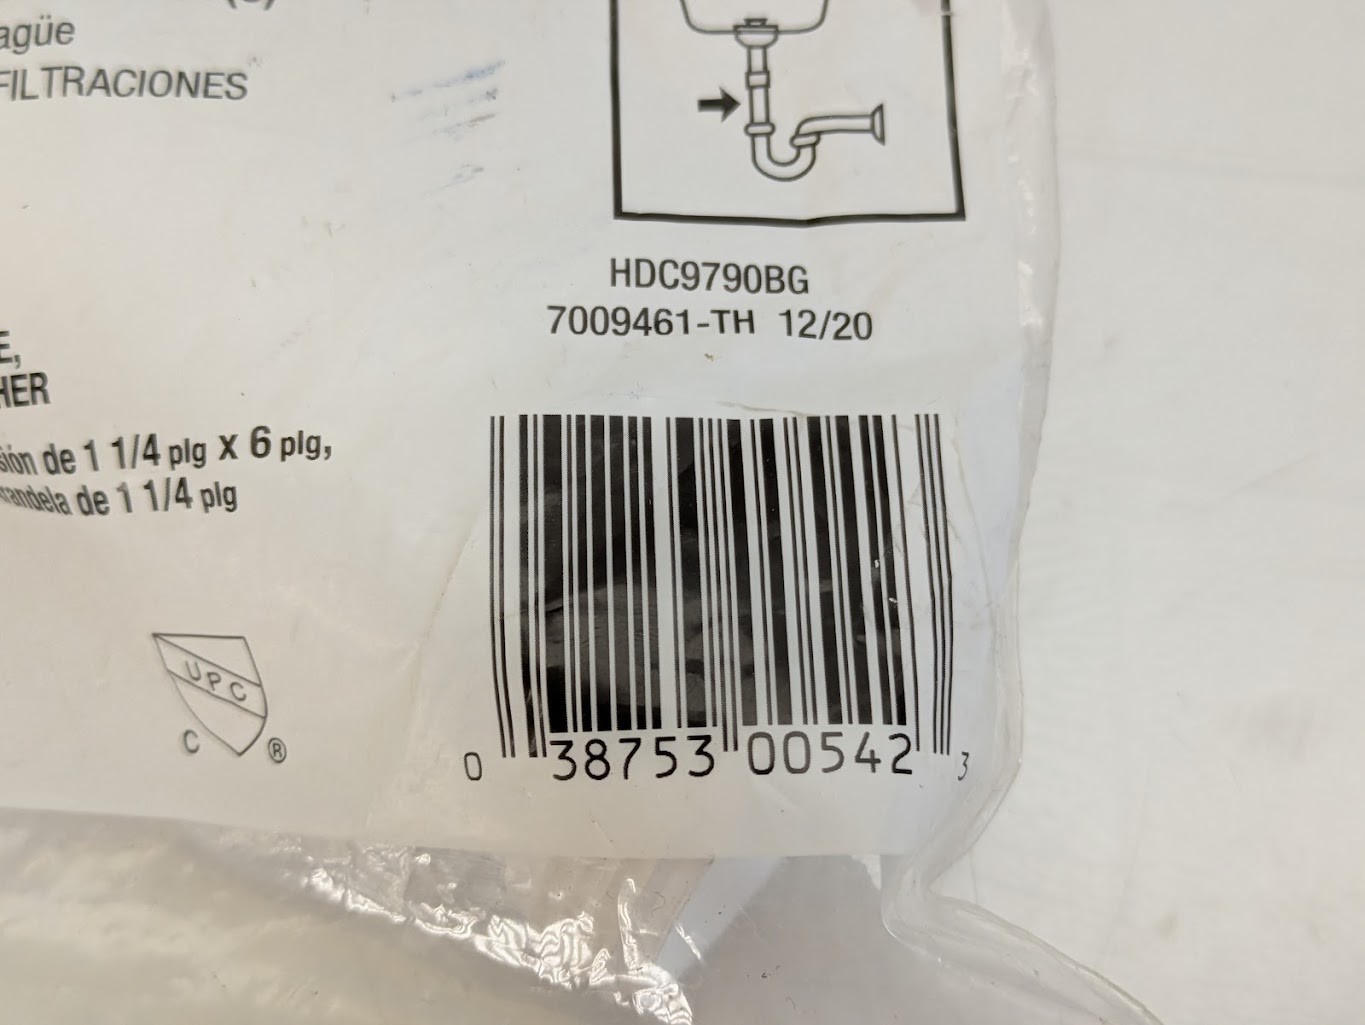 agüe
FILTRACIONES
HDC9790BG
7009461-TH 12/20
E,
HER
sión de 1 1/4 plg x 6 plg,
randela de 1 1/4 plg
UPC
C ®
0 38753 00542 3